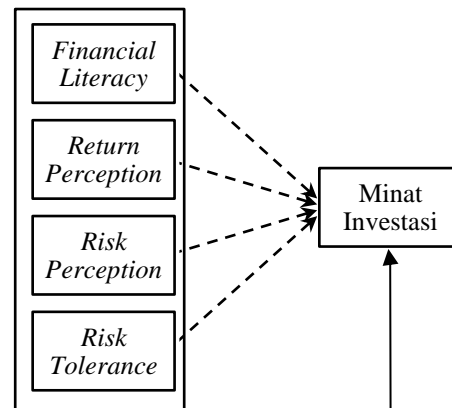 Financial
Literacy
Return
Perception
Risk
Perception
Risk
Tolerance
Minat
Investasi